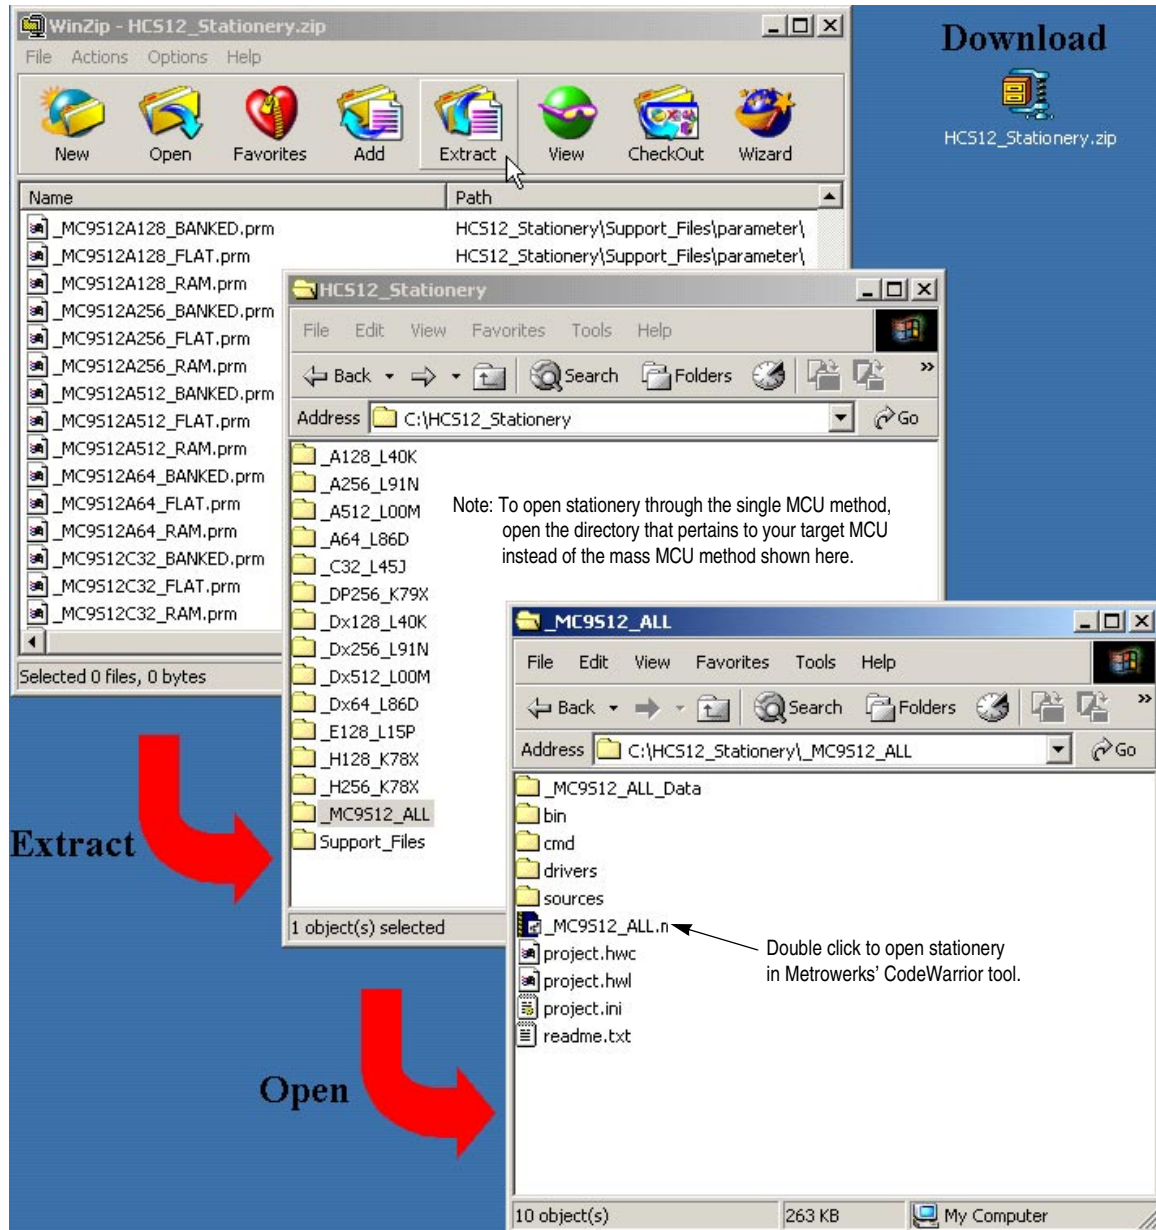 WinZip - HCS12_Stationery.zip
File Actions Options Help
New Open Favorites Add Extract View CheckOut Wizard
Name Path
_MC9S12A128_BANKED.prm HCS12_Stationery\Support_Files\parameter\
_MC9S12A128_FLAT.prm HCS12_Stationery\Support_Files\parameter\
_MC9S12A128_RAM.prm
_MC9S12A256_BANKED.prm
_MC9S12A256_FLAT.prm
_MC9S12A256_RAM.prm
_MC9S12A512_BANKED.prm
_MC9S12A512_FLAT.prm
_MC9S12A512_RAM.prm
_MC9S12A64_BANKED.prm
_MC9S12A64_FLAT.prm
_MC9S12A64_RAM.prm
_MC9S12C32_BANKED.prm
_MC9S12C32_FLAT.prm
_MC9S12C32_RAM.prm
Selected 0 files, 0 bytes
Download
HCS12_Stationery.zip
HCS12_Stationery
File Edit View Favorites Tools Help
Back Search Folders »
Address C:\HCS12_Stationery Go
_A128_L40K
_A256_L91N
_A512_L00M
_A64_L86D
_C32_L45J
_DP256_K79X
_Dx128_L40K
_Dx256_L91N
_Dx512_L00M
_Dx64_L86D
_E128_L15P
_H128_K78X
_H256_K78X
_MC9S12_ALL
Support_Files
1 object(s) selected
Note: To open stationery through the single MCU method,
open the directory that pertains to your target MCU
instead of the mass MCU method shown here.
Extract
_MC9S12_ALL
File Edit View Favorites Tools Help
Back Search Folders »
Address C:\HCS12_Stationery\_MC9S12_ALL Go
_MC9S12_ALL_Data
bin
cmd
drivers
sources
_MC9S12_ALL.n
project.hwc
project.hwl
project.ini
readme.txt
Double click to open stationery
in Metrowerks' CodeWarrior tool.
10 object(s) 263 KB My Computer
Open